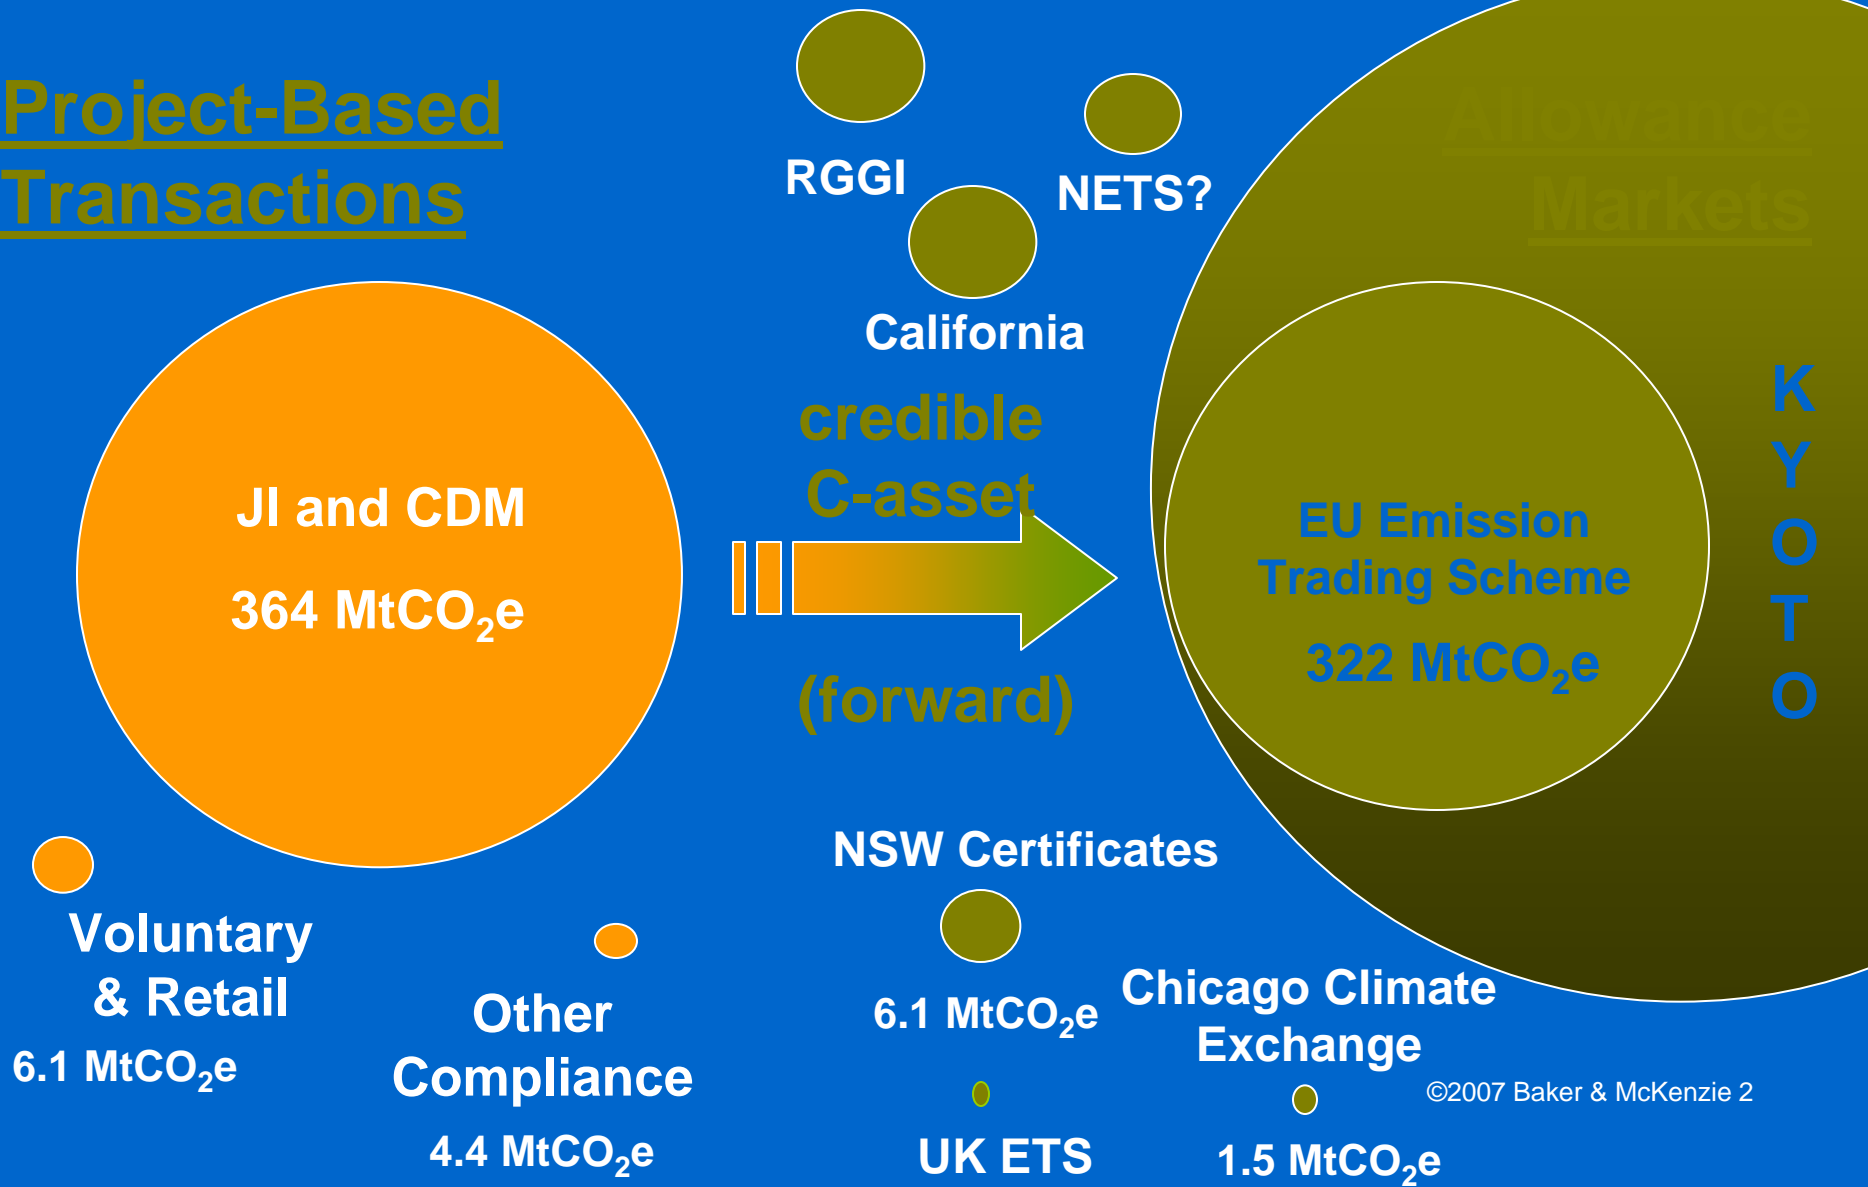 Project-Based
Transactions
RGGI
NETS?
California
Allowance
Markets
credible
C-asset
(forward)
JI and CDM
364 MtCO₂e
EU Emission
Trading Scheme
322 MtCO₂e
K
Y
O
T
O
Voluntary
& Retail
6.1 MtCO₂e
Other
Compliance
4.4 MtCO₂e
NSW Certificates
6.1 MtCO₂e
UK ETS
Chicago Climate
Exchange
1.5 MtCO₂e
©2007 Baker & McKenzie 2